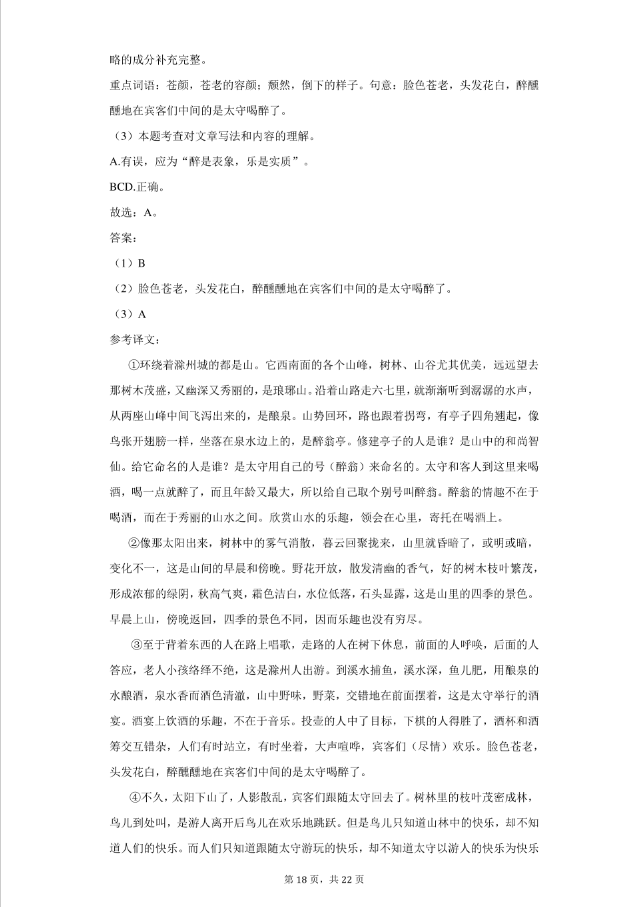 略的成分补充完整。
重点词语：苍颜，苍老的容颜；颓然，倒下的样子。句意：脸色苍老，头发花白，醉醺
醺地在宾客们中间的是太守喝醉了。
（3）本题考查对文章写法和内容的理解。
A.有误，应为“醉是表象，乐是实质”。
BCD.正确。
故选：A。
答案：
（1）B
（2）脸色苍老，头发花白，醉醺醺地在宾客们中间的是太守喝醉了。
（3）A
参考译文：
①环绕着滁州城的都是山。它西南面的各个山峰，树林、山谷尤其优美，远远望去
那树木茂盛，又幽深又秀丽的，是琅琊山。沿着山路走六七里，就渐渐听到潺潺的水声，
从两座山峰中间飞泻出来的，是酿泉。山势回环，路也跟着拐弯，有亭子四角翘起，像
鸟张开翅膀一样，坐落在泉水边上的，是醉翁亭。修建亭子的人是谁？是山中的和尚智
仙。给它命名的人是谁？是太守用自己的号（醉翁）来命名的。太守和客人到这里来喝
酒，喝一点就醉了，而且年龄又最大，所以给自己取个别号叫醉翁。醉翁的情趣不在于
喝酒，而在于秀丽的山水之间。欣赏山水的乐趣，领会在心里，寄托在喝酒上。
②像那太阳出来，树林中的雾气消散，暮云回聚拢来，山里就昏暗了，或明或暗，
变化不一，这是山间的早晨和傍晚。野花开放，散发清幽的香气，好的树木枝叶繁茂，
形成浓郁的绿阴，秋高气爽，霜色洁白，水位低落，石头显露，这是山里的四季的景色。
早晨上山，傍晚返回，四季的景色不同，因而乐趣也没有穷尽。
③至于背着东西的人在路上唱歌，走路的人在树下休息，前面的人呼唤，后面的人
答应，老人小孩络绎不绝，这是滁州人出游。到溪水捕鱼，溪水深，鱼儿肥，用酿泉的
水酿酒，泉水香而酒色清澈，山中野味，野菜，交错地在前面摆着，这是太守举行的酒
宴。酒宴上饮酒的乐趣，不在于音乐。投壶的人中了目标，下棋的人得胜了，酒杯和酒
筹交互错杂，人们有时站立，有时坐着，大声喧哗，宾客们（尽情）欢乐。脸色苍老，
头发花白，醉醺醺地在宾客们中间的是太守喝醉了。
④不久，太阳下山了，人影散乱，宾客们跟随太守回去了。树林里的枝叶茂密成林，
鸟儿到处叫，是游人离开后鸟儿在欢乐地跳跃。但是鸟儿只知道山林中的快乐，却不知
道人们的快乐。而人们只知道跟随太守游玩的快乐，却不知道太守以游人的快乐为快乐
第 18 页，共 22 页